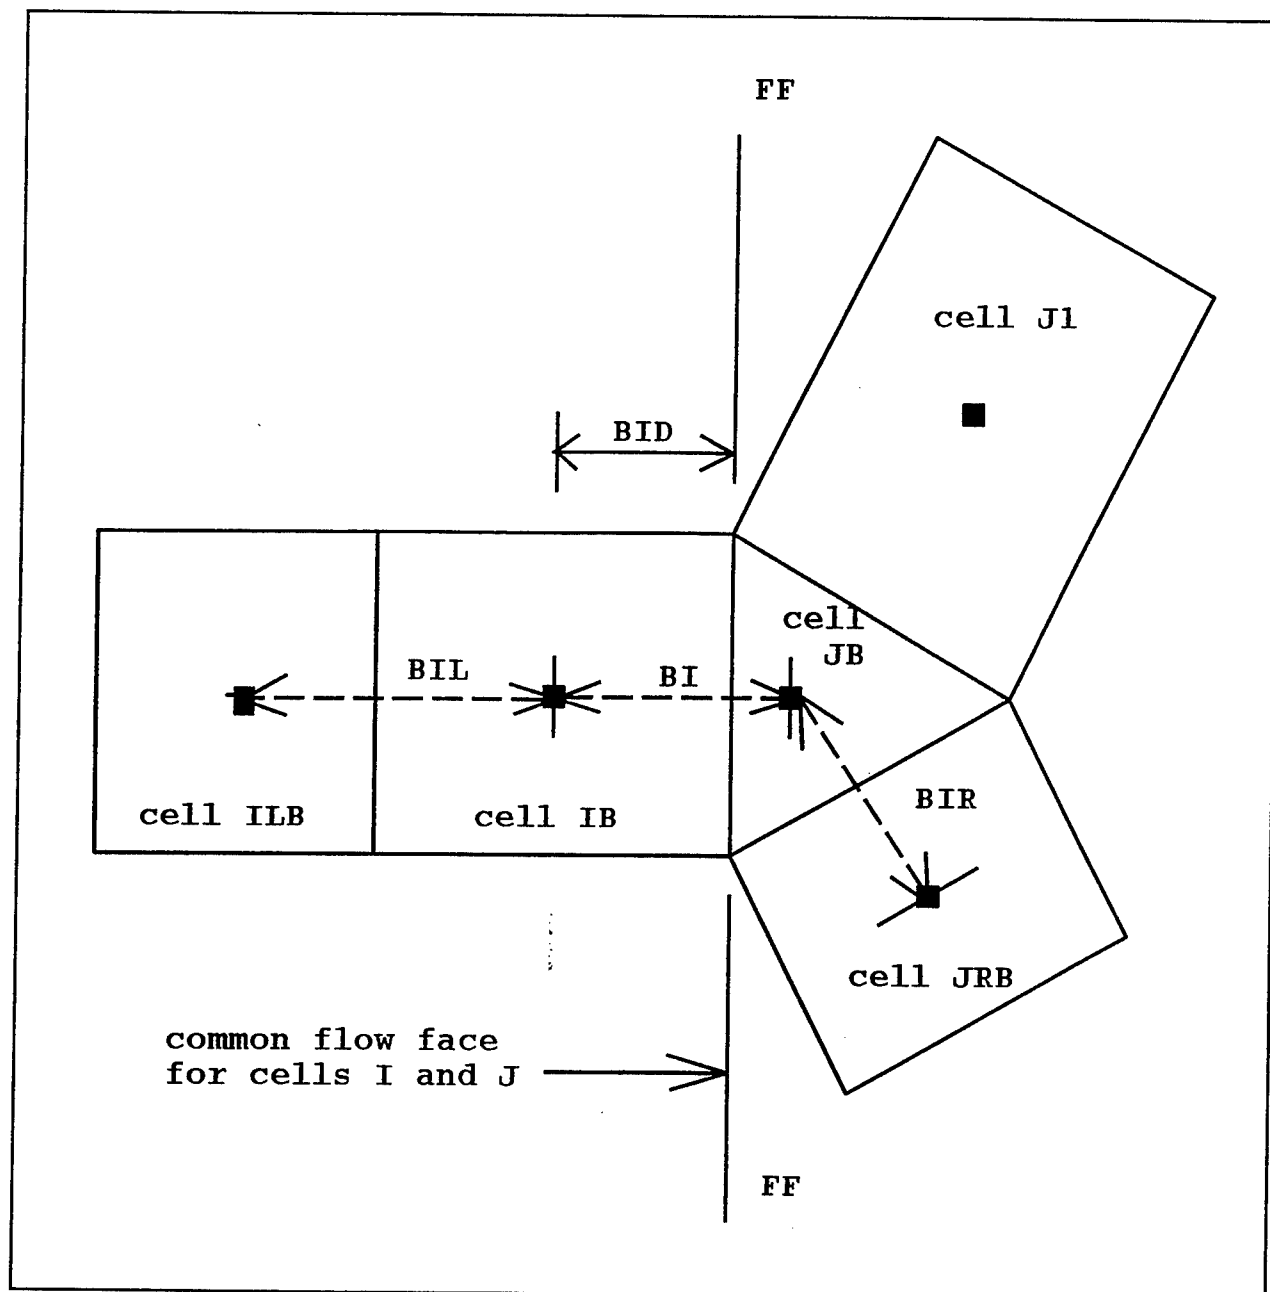 FF
cell J1
BID
cell
JB
BIL
BI
BIR
cell ILB
cell IB
cell JRB
common flow face
for cells I and J
FF